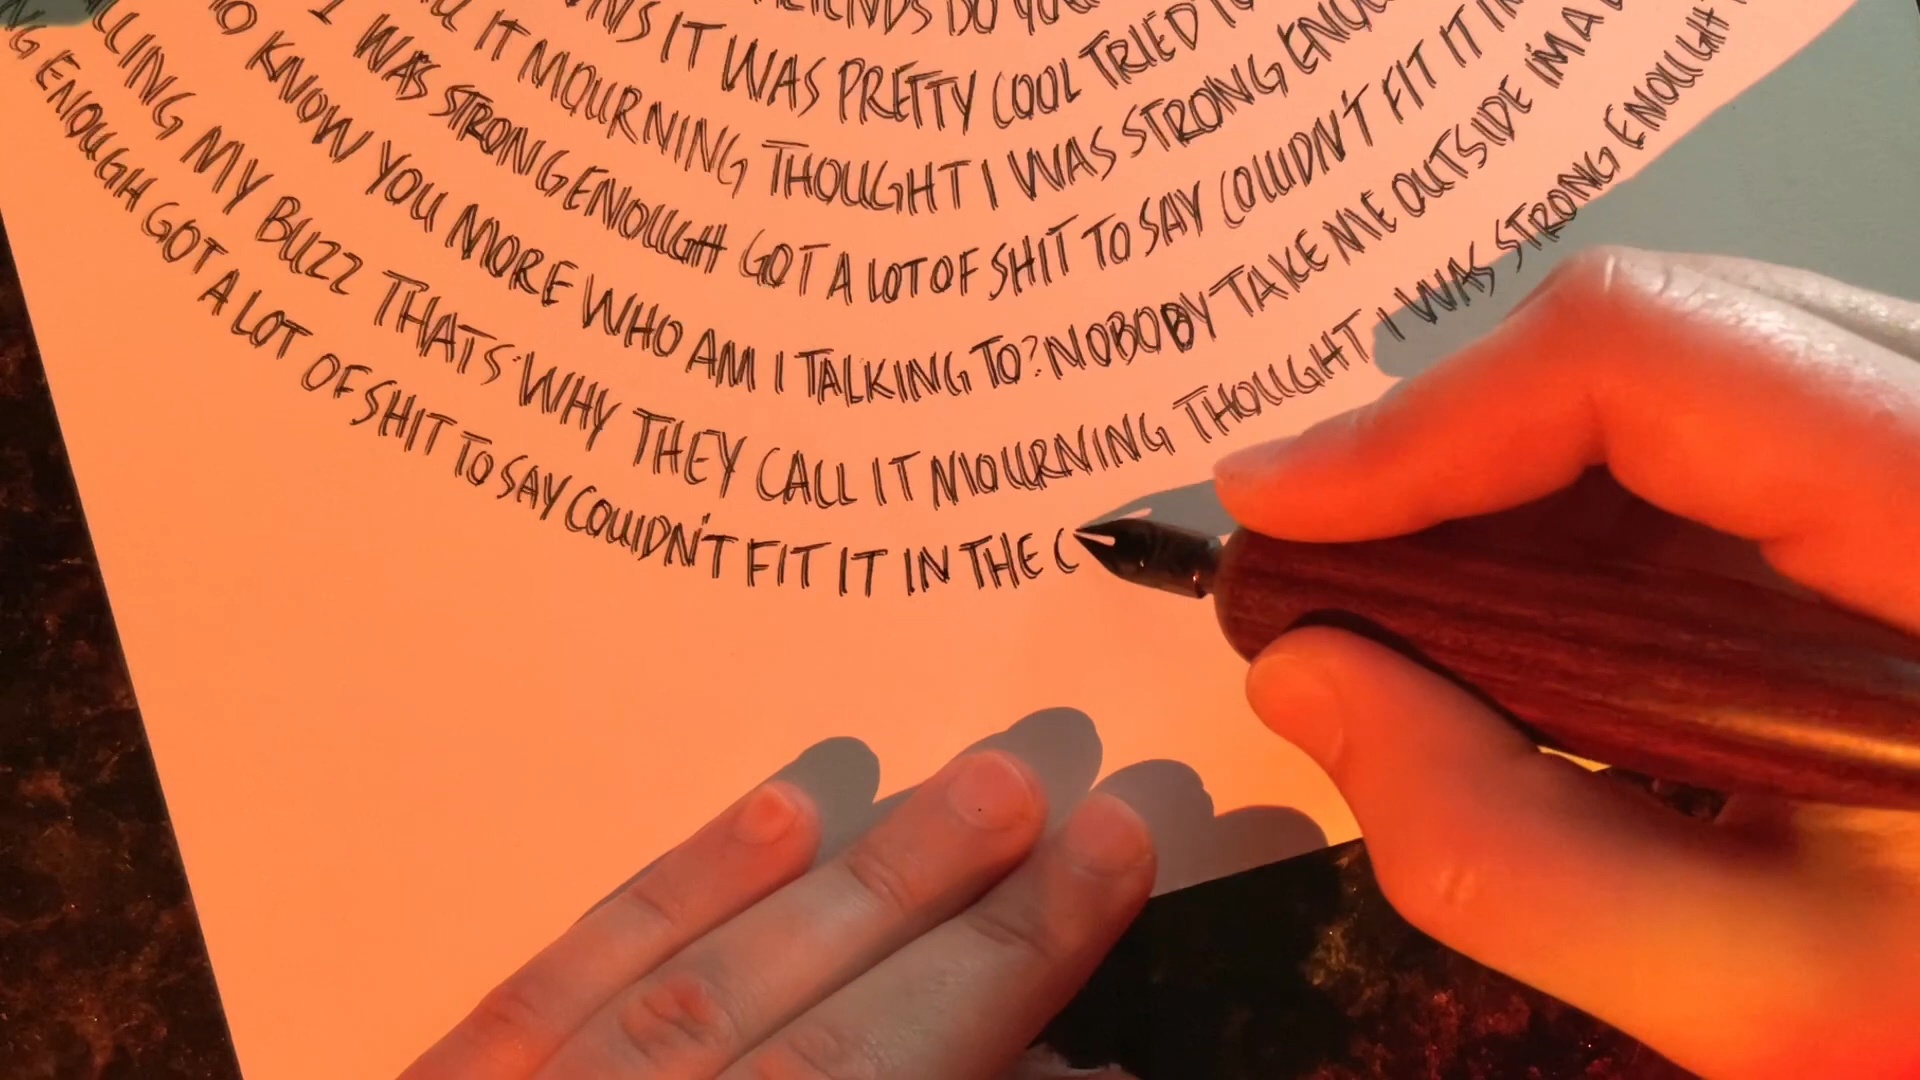 DO YOU
IT WAS PRETTY COOL TRIED TO
IT MOURNING THOUGHT I WAS STRONG
I WAS STRONG ENOUGH GOT A LOT OF SHIT TO SAY COULDN'T FIT IT IN
KNOW YOU MORE WHO AM I TALKING TO? NOBODY TAKE ME OUTSIDE I'M A
MY BUZZ THAT'S WHY THEY CALL IT MOURNING THOUGHT I WAS STRONG ENOUGH
ENOUGH GOT A LOT OF SHIT TO SAY COULDN'T FIT IT IN THE C